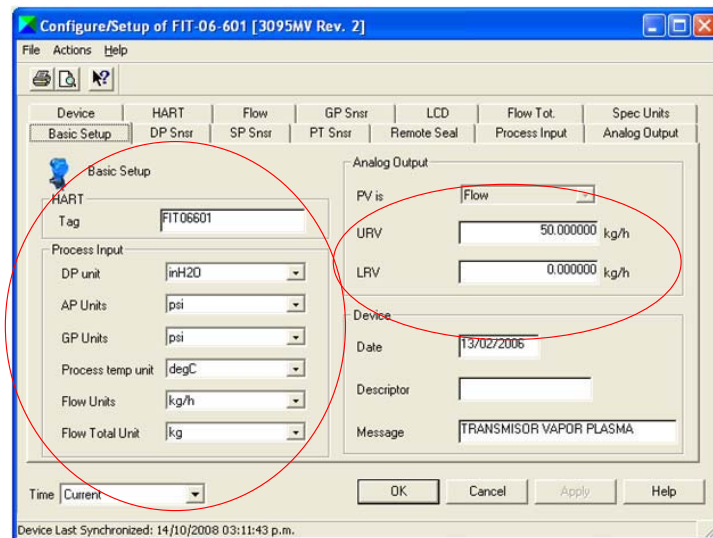 Configure/Setup of FIT-06-601 [3095MV Rev. 2]
File Actions Help
Device HART Flow GP Snsr LCD Flow Tot. Spec Units
Basic Setup DP Snsr SP Snsr PT Snsr Remote Seal Process Input Analog Output
Basic Setup
HART
Tag FIT06601
Process Input
DP unit inH2O
AP Units psi
GP Units psi
Process temp unit degC
Flow Units kg/h
Flow Total Unit kg
Analog Output
PV is Flow
URV 50.000000 kg/h
LRV 0.000000 kg/h
Device
Date 13/02/2006
Descriptor
Message TRANSMISOR VAPOR PLASMA
Time Current
OK Cancel Apply Help
Device Last Synchronized: 14/10/2008 03:11:43 p.m.